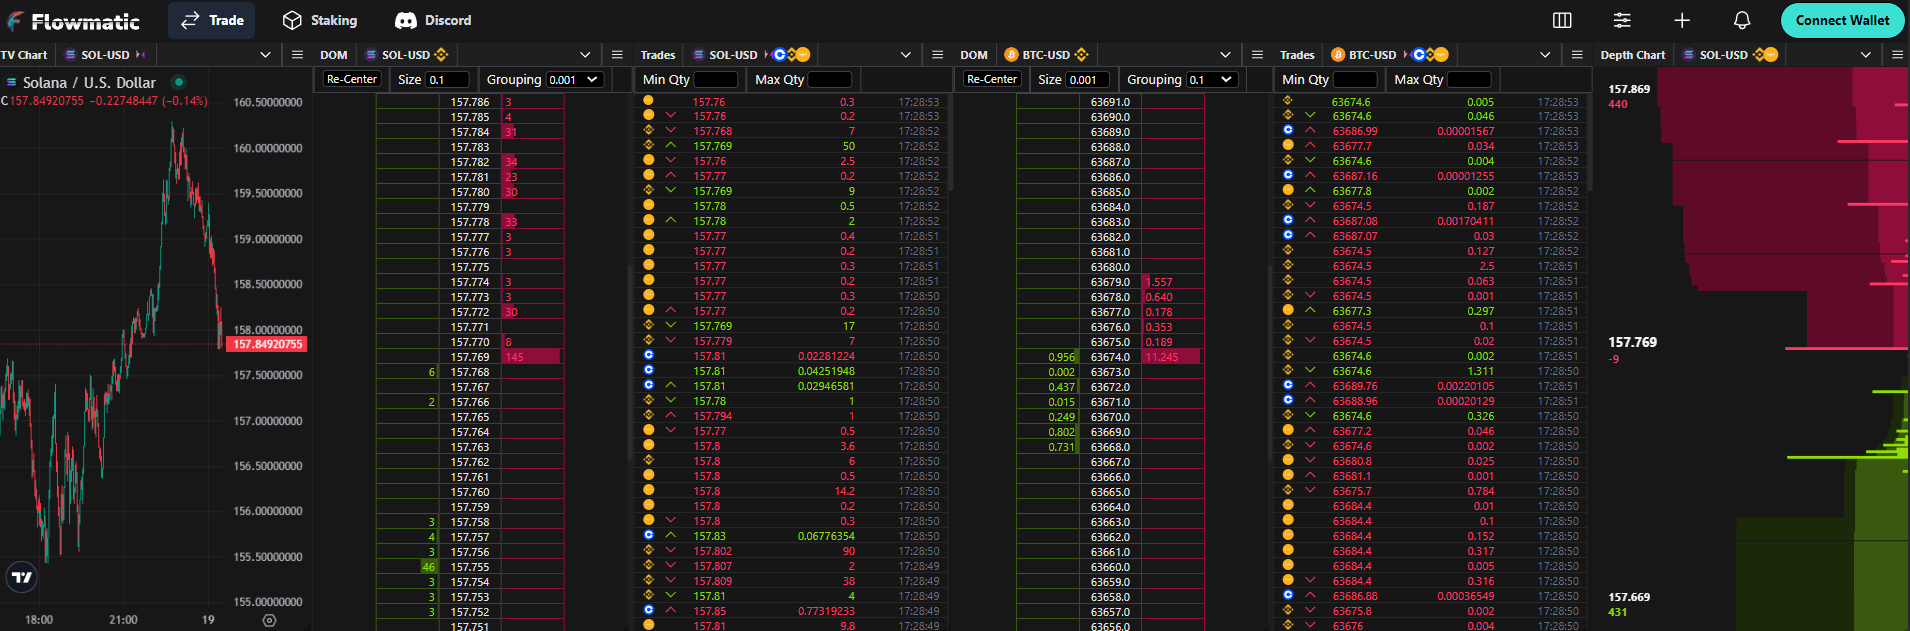 Flowmatic Trade Staking Discord Connect Wallet
TV Chart SOL-USD DOM SOL-USD Trades SOL-USD DOM BTC-USD Trades BTC-USD Depth Chart SOL-USD
Solana / U.S. Dollar
C157.84920755 −0.22748447 (−0.14%)
160.50000000
160.00000000
159.50000000
159.00000000
158.50000000
158.00000000
157.84920755
157.50000000
157.00000000
156.50000000
156.00000000
155.50000000
155.00000000
18:00 21:00 19
Re-Center Size 0.1 Grouping 0.001
157.786 3
157.785 4
157.784 31
157.783
157.782 34
157.781 23
157.780 30
157.779
157.778 33
157.777 3
157.776 3
157.775
157.774 3
157.773 3
157.772 30
157.771
157.770 8
157.769 145
6 157.768
157.767
2 157.766
157.765
157.764
157.763
157.762
157.761
157.760
157.759
3 157.758
4 157.757
3 157.756
46 157.755
3 157.754
3 157.753
3 157.752
157.751
Min Qty Max Qty
157.76 0.3 17:28:53
157.76 0.2 17:28:53
157.768 7 17:28:52
157.769 50 17:28:52
157.76 2.5 17:28:52
157.77 0.2 17:28:52
157.769 9 17:28:52
157.78 0.5 17:28:52
157.78 2 17:28:52
157.77 0.4 17:28:51
157.77 0.2 17:28:51
157.77 0.3 17:28:51
157.77 0.2 17:28:51
157.77 0.3 17:28:50
157.77 0.2 17:28:50
157.769 17 17:28:50
157.779 7 17:28:50
157.81 0.02281224 17:28:50
157.81 0.04251948 17:28:50
157.81 0.02946581 17:28:50
157.78 1 17:28:50
157.794 1 17:28:50
157.77 0.5 17:28:50
157.8 3.6 17:28:50
157.8 6 17:28:50
157.8 0.5 17:28:50
157.8 14.2 17:28:50
157.8 0.2 17:28:50
157.8 0.3 17:28:50
157.83 0.06776354 17:28:50
157.802 90 17:28:50
157.807 2 17:28:49
157.809 38 17:28:49
157.81 4 17:28:49
157.85 0.77319233 17:28:49
157.81 9.8 17:28:49
Re-Center Size 0.001 Grouping 0.1
63691.0
63690.0
63689.0
63688.0
63687.0
63686.0
63685.0
63684.0
63683.0
63682.0
63681.0
63680.0
63679.0 1.557
63678.0 0.640
63677.0 0.178
63676.0 0.353
63675.0 0.189
0.956 63674.0 11.245
0.002 63673.0
0.437 63672.0
0.015 63671.0
0.249 63670.0
0.802 63669.0
0.731 63668.0
63667.0
63666.0
63665.0
63664.0
63663.0
63662.0
63661.0
63660.0
63659.0
63658.0
63657.0
63656.0
Min Qty Max Qty
63674.6 0.005 17:28:53
63674.6 0.046 17:28:53
63686.99 0.00001567 17:28:53
63677.7 0.034 17:28:53
63674.6 0.004 17:28:52
63687.16 0.00001255 17:28:53
63677.8 0.002 17:28:52
63674.5 0.187 17:28:52
63687.08 0.00170411 17:28:52
63687.07 0.03 17:28:52
63674.5 0.127 17:28:52
63674.5 2.5 17:28:51
63674.5 0.063 17:28:51
63674.5 0.001 17:28:51
63677.3 0.297 17:28:51
63674.5 0.1 17:28:51
63674.5 0.02 17:28:51
63674.6 0.002 17:28:51
63674.6 1.311 17:28:50
63689.76 0.00220105 17:28:51
63688.96 0.00020129 17:28:51
63674.6 0.326 17:28:50
63677.2 0.046 17:28:50
63674.6 0.002 17:28:50
63680.8 0.025 17:28:50
63681.1 0.001 17:28:50
63675.7 0.784 17:28:50
63684.4 0.01 17:28:50
63684.4 0.1 17:28:50
63684.4 0.152 17:28:50
63684.4 0.317 17:28:50
63684.4 0.005 17:28:50
63684.4 0.316 17:28:50
63686.88 0.00036549 17:28:50
63675.8 0.002 17:28:50
63676 0.004 17:28:50
157.869
440
157.769
-9
157.669
431